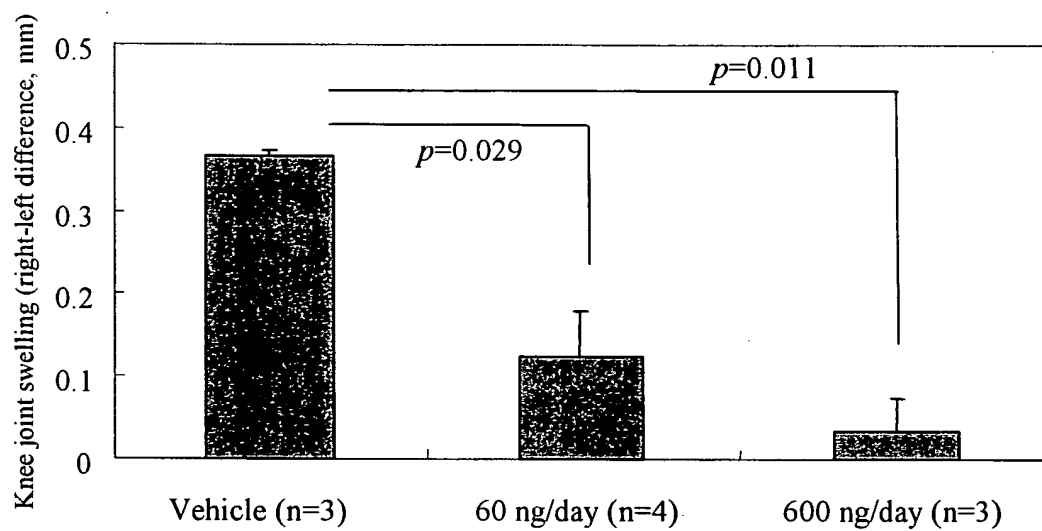 Knee joint swelling (right-left difference, mm)
0.5
0.4
0.3
0.2
0.1
0
p=0.011
p=0.029
Vehicle (n=3)
60 ng/day (n=4)
600 ng/day (n=3)